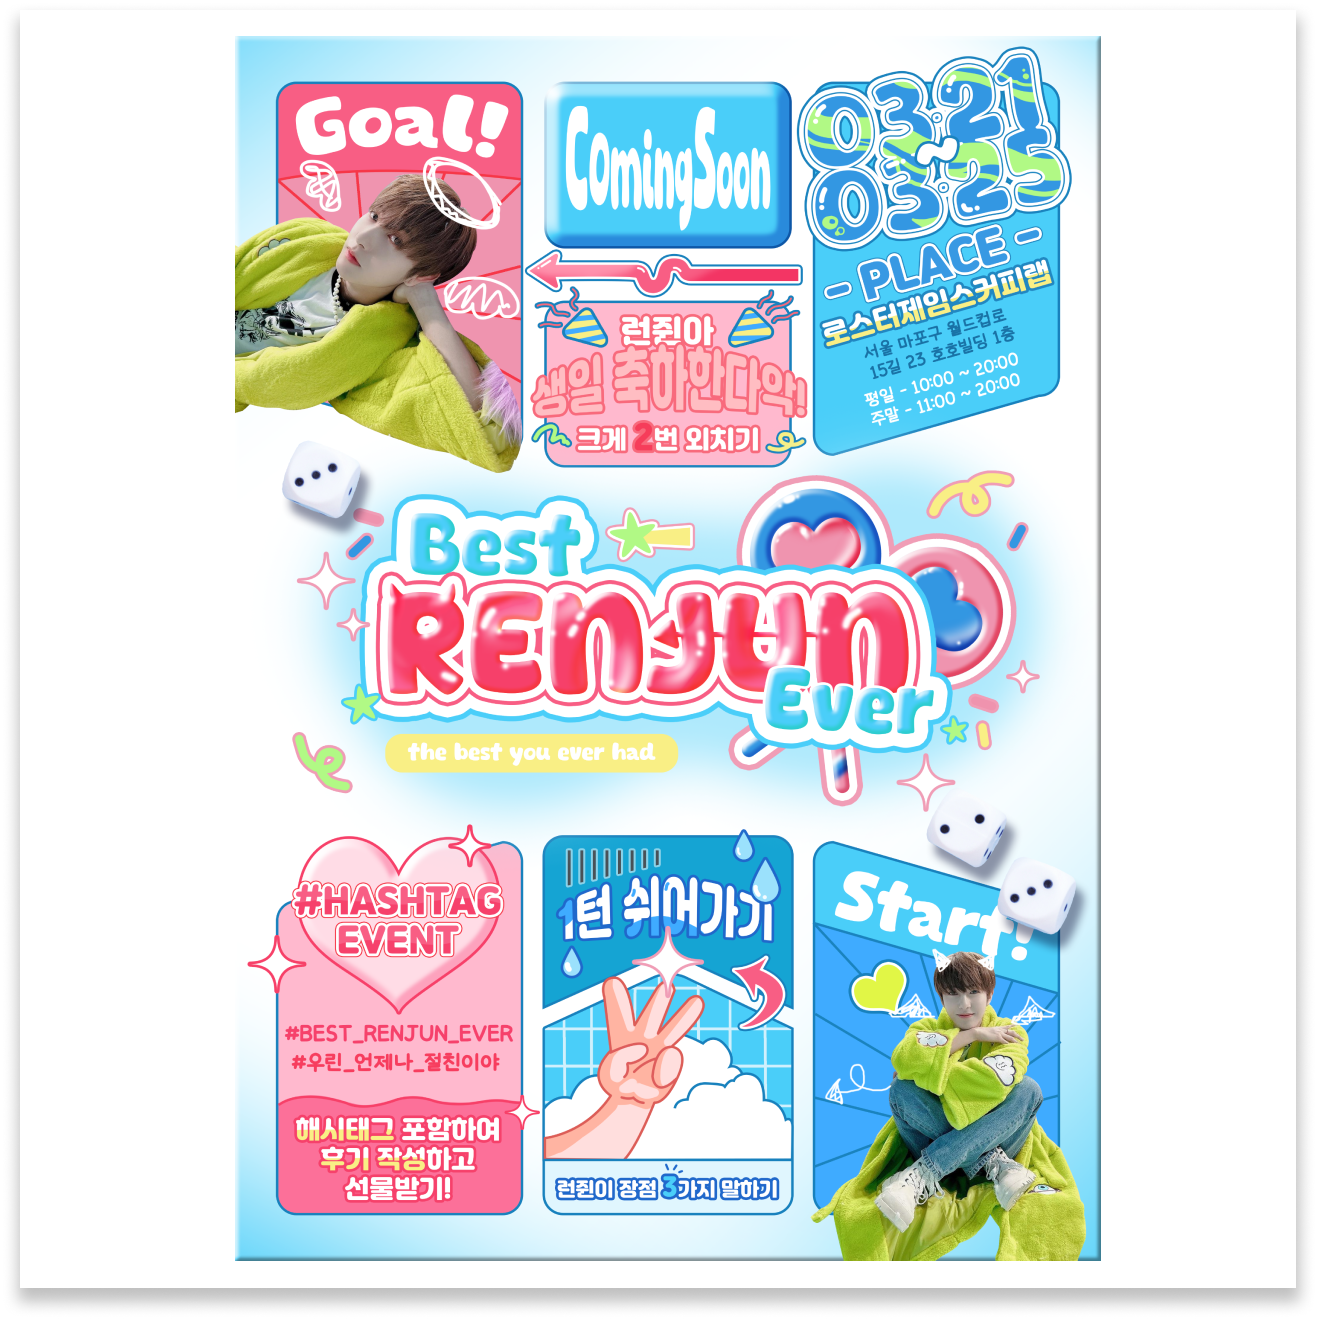 Goal!
Coming Soon
03.21
~
03.25
- PLACE -
로스터제임스커피랩
서울 마포구 월드컵로
15길 23 호호빌딩 1층
평일 - 10:00 ~ 20:00
주말 - 11:00 ~ 20:00
런쥔아
생일 축하한다악!
크게 2번 외치기
Best
RENJUN
Ever
the best you ever had
#HASHTAG
EVENT
#BEST_RENJUN_EVER
#우린_언제나_절친이야
해시태그 포함하여
후기 작성하고
선물받기!
1턴 쉬어가기
런쥔이 장점 3가지 말하기
Start!